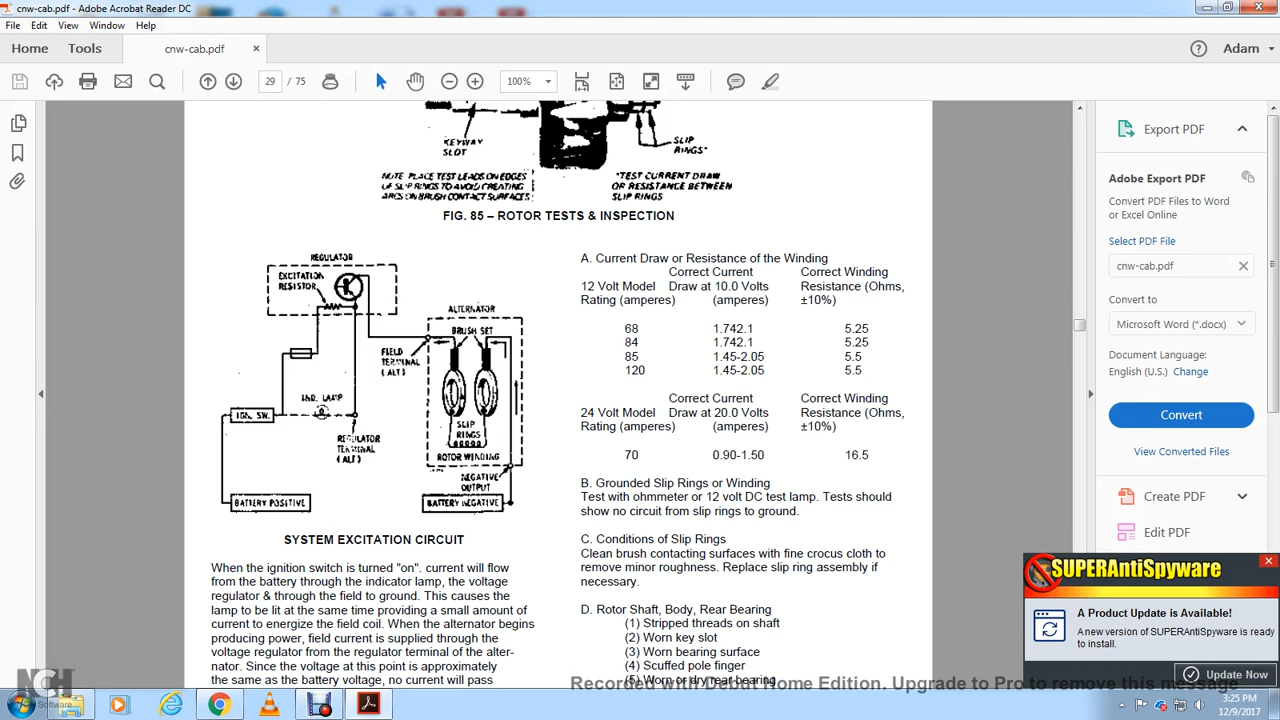 cnw-cab.pdf - Adobe Acrobat Reader DC
File Edit View Window Help
Home Tools cnw-cab.pdf × Adam
29 / 75 100%
KEYWAY
SLOT
SLIP
RINGS"
NOTE PLACE TEST LEADS ON EDGES
OF SLIP RINGS TO AVOID CREATING
ARCS ON BRUSH CONTACT SURFACES
"TEST CURRENT DRAW
OR RESISTANCE BETWEEN
SLIP RINGS
FIG. 85 – ROTOR TESTS & INSPECTION
REGULATOR
EXCITATION
RESISTOR
ALTERNATOR
BRUSH SET
FIELD
TERMINAL
(ALT)
IND. LAMP
IGN. SW.
SLIP
RINGS
REGULATOR
TERMINAL
(ALT)
ROTOR WINDING
NEGATIVE
OUTPUT
BATTERY POSITIVE
BATTERY NEGATIVE
SYSTEM EXCITATION CIRCUIT
When the ignition switch is turned "on". current will flow
from the battery through the indicator lamp, the voltage
regulator & through the field to ground. This causes the
lamp to be lit at the same time providing a small amount of
current to energize the field coil. When the alternator begins
producing power, field current is supplied through the
voltage regulator from the regulator terminal of the alter-
nator. Since the voltage at this point is approximately
the same as the battery voltage, no current will pass
A. Current Draw or Resistance of the Winding
Correct Current Correct Winding
12 Volt Model Draw at 10.0 Volts Resistance (Ohms,
Rating (amperes) (amperes) ±10%)
68 1.742.1 5.25
84 1.742.1 5.25
85 1.45-2.05 5.5
120 1.45-2.05 5.5
Correct Current Correct Winding
24 Volt Model Draw at 20.0 Volts Resistance (Ohms,
Rating (amperes) (amperes) ±10%)
70 0.90-1.50 16.5
B. Grounded Slip Rings or Winding
Test with ohmmeter or 12 volt DC test lamp. Tests should
show no circuit from slip rings to ground.
C. Conditions of Slip Rings
Clean brush contacting surfaces with fine crocus cloth to
remove minor roughness. Replace slip ring assembly if
necessary.
D. Rotor Shaft, Body, Rear Bearing
(1) Stripped threads on shaft
(2) Worn key slot
(3) Worn bearing surface
(4) Scuffed pole finger
(5) Worn or dry rear bearing
Export PDF
Adobe Export PDF
Convert PDF Files to Word
or Excel Online
Select PDF File
cnw-cab.pdf
Convert to
Microsoft Word (*.docx)
Document Language:
English (U.S.) Change
Convert
View Converted Files
Create PDF
Edit PDF
SUPERAntiSpyware
A Product Update is Available!
A new version of SUPERAntiSpyware is ready
to install.
Update Now
NCH
Recorded with Debut Home Edition. Upgrade to Pro to remove this message
3:25 PM
12/9/2017